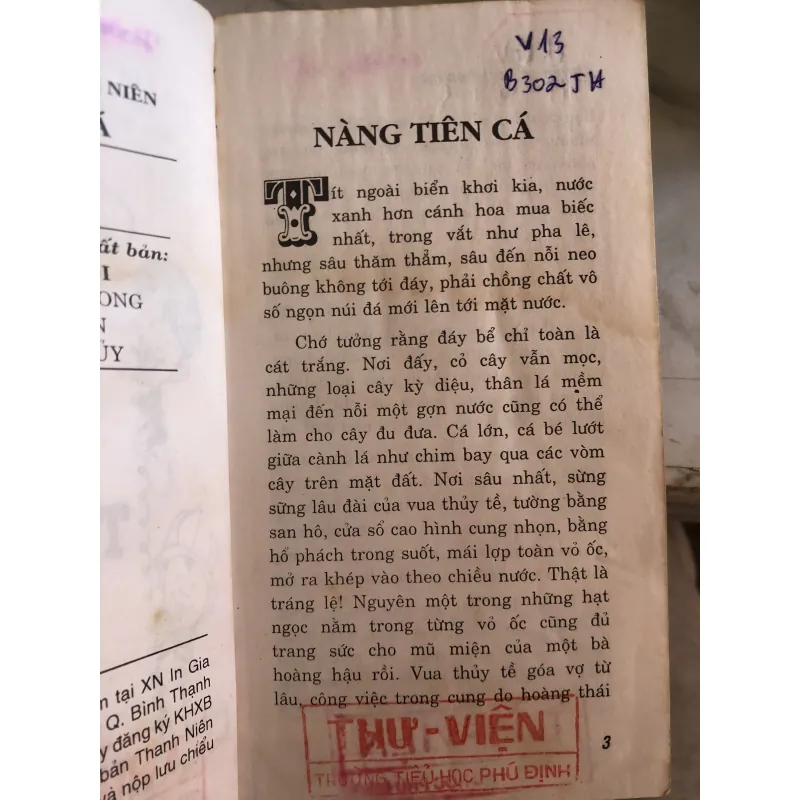 NIÊN
Á
ất bản:
I
ONG
N
ỦY
n tại XN In Gia
Q. Bình Thạnh
y đăng ký KHXB
bản Thanh Niên
và nộp lưu chiểu
V13
B302TH
NÀNG TIÊN CÁ
Tít ngoài biển khơi kia, nước
xanh hơn cánh hoa mua biếc
nhất, trong vắt như pha lê,
nhưng sâu thăm thẳm, sâu đến nỗi neo
buông không tới đáy, phải chồng chất vô
số ngọn núi đá mới lên tới mặt nước.
Chớ tưởng rằng đáy bể chỉ toàn là
cát trắng. Nơi đấy, cỏ cây vẫn mọc,
những loại cây kỳ diệu, thân lá mềm
mại đến nỗi một gợn nước cũng có thể
làm cho cây đu đưa. Cá lớn, cá bé lướt
giữa cành lá như chim bay qua các vòm
cây trên mặt đất. Nơi sâu nhất, sừng
sững lâu đài của vua thủy tề, tường bằng
san hô, cửa sổ cao hình cung nhọn, bằng
hổ phách trong suốt, mái lợp toàn vỏ ốc,
mở ra khép vào theo chiều nước. Thật là
tráng lệ! Nguyên một trong những hạt
ngọc nằm trong từng vỏ ốc cũng đủ
trang sức cho mũ miện của một bà
hoàng hậu rồi. Vua thủy tề góa vợ từ
lâu, công việc trong cung do hoàng thái
THƯ-VIỆN
TRƯỜNG TIỂU HỌC PHÚ ĐỊNH
3